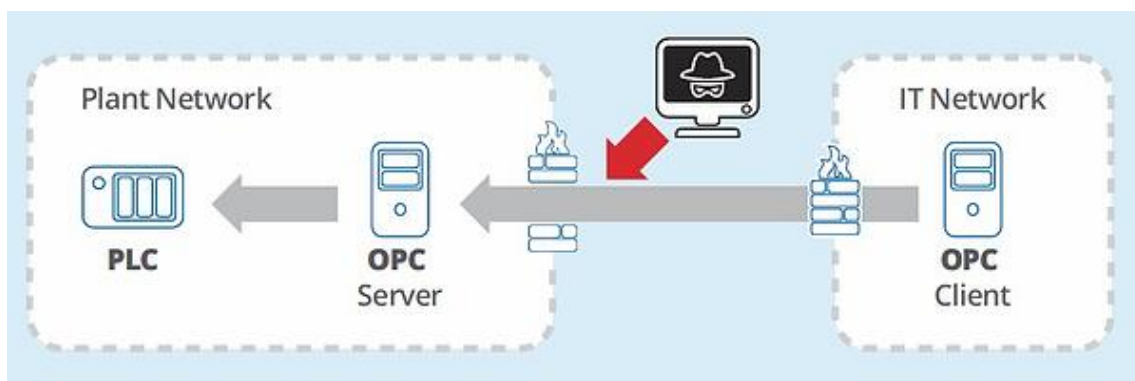 Plant Network
IT Network
PLC
OPC
Server
OPC
Client